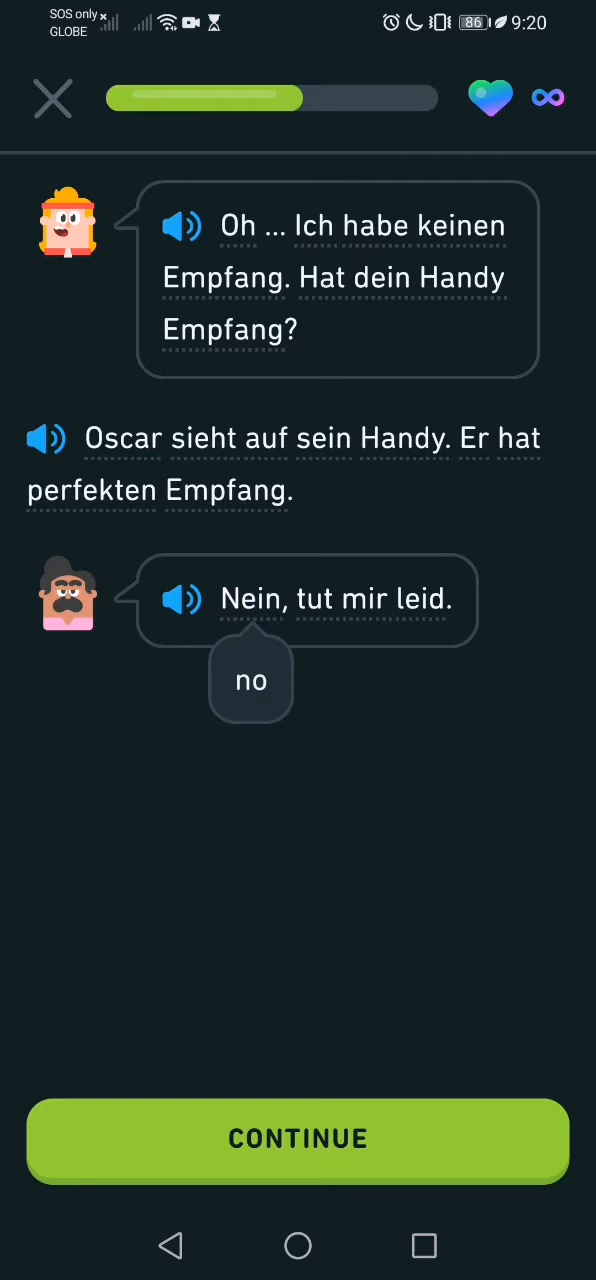 SOS only
GLOBE
86 9:20
Oh ... Ich habe keinen
Empfang. Hat dein Handy
Empfang?
Oscar sieht auf sein Handy. Er hat
perfekten Empfang.
Nein, tut mir leid.
no
CONTINUE